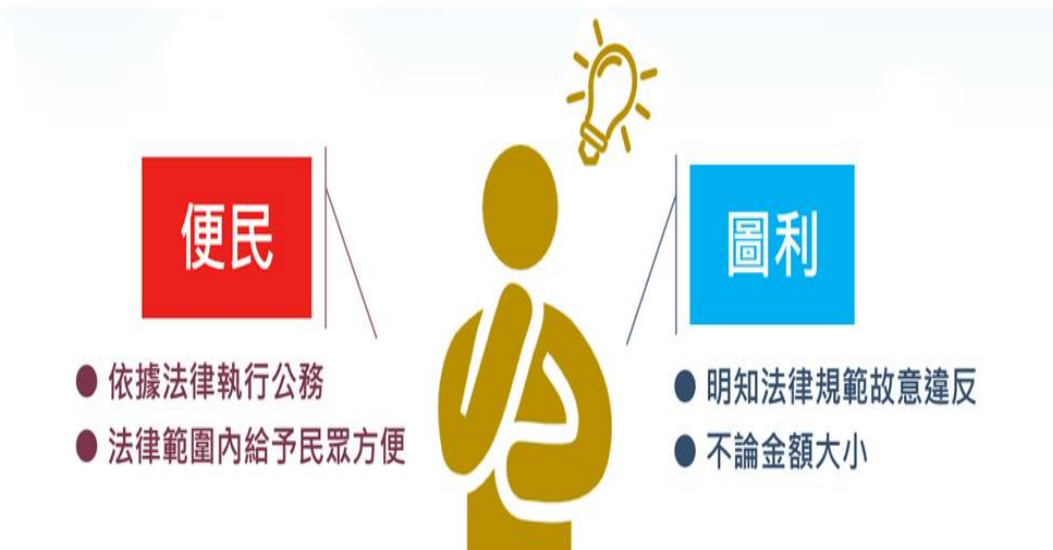 便民
● 依據法律執行公務
● 法律範圍內給予民眾方便
圖利
● 明知法律規範故意違反
● 不論金額大小